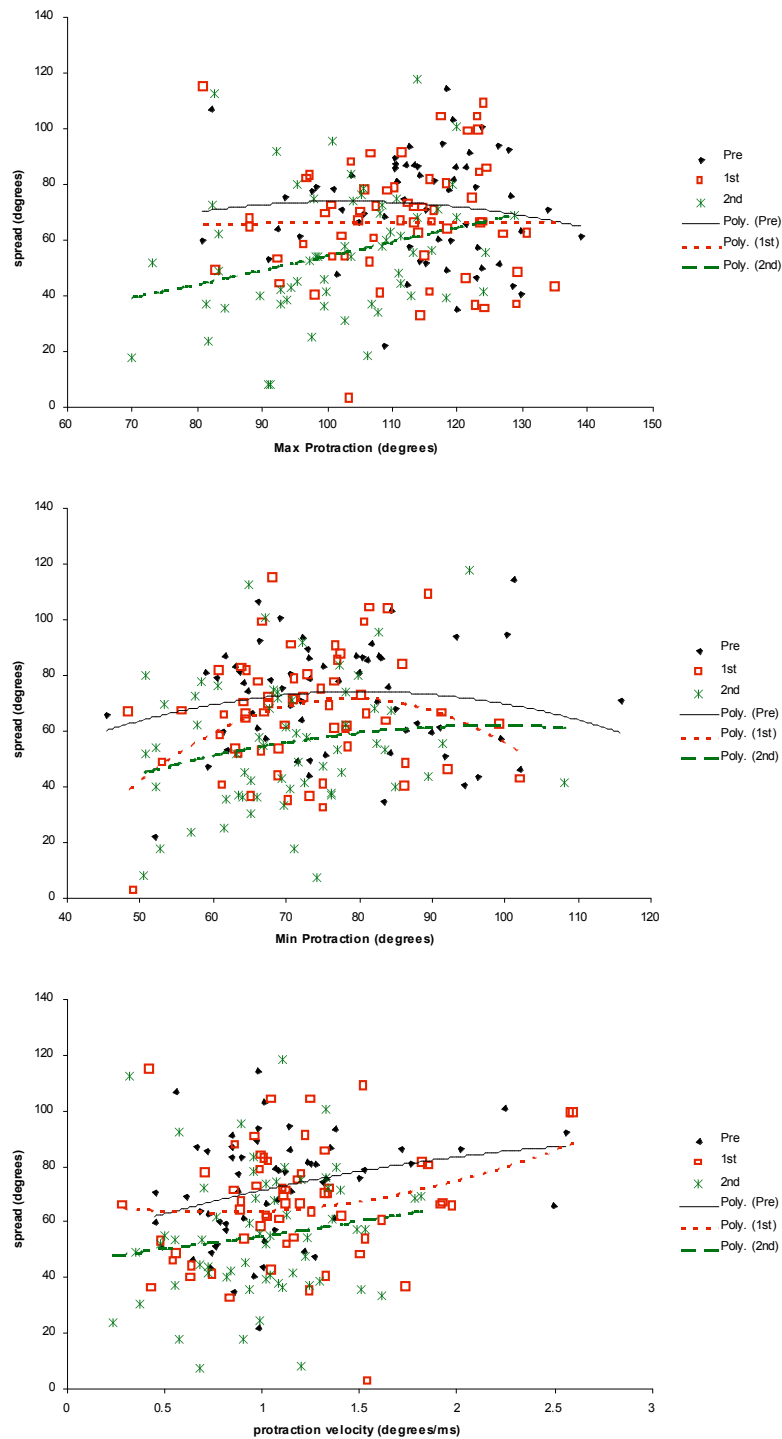 140
120
100
80
60
40
20
0
spread (degrees)
60 70 80 90 100 110 120 130 140 150
Max Protraction (degrees)
Pre
1st
2nd
Poly. (Pre)
Poly. (1st)
Poly. (2nd)
140
120
100
80
60
40
20
0
spread (degrees)
40 50 60 70 80 90 100 110 120
Min Protraction (degrees)
Pre
1st
2nd
Poly. (Pre)
Poly. (1st)
Poly. (2nd)
140
120
100
80
60
40
20
0
spread (degrees)
0 0.5 1 1.5 2 2.5 3
protraction velocity (degrees/ms)
Pre
1st
2nd
Poly. (Pre)
Poly. (1st)
Poly. (2nd)